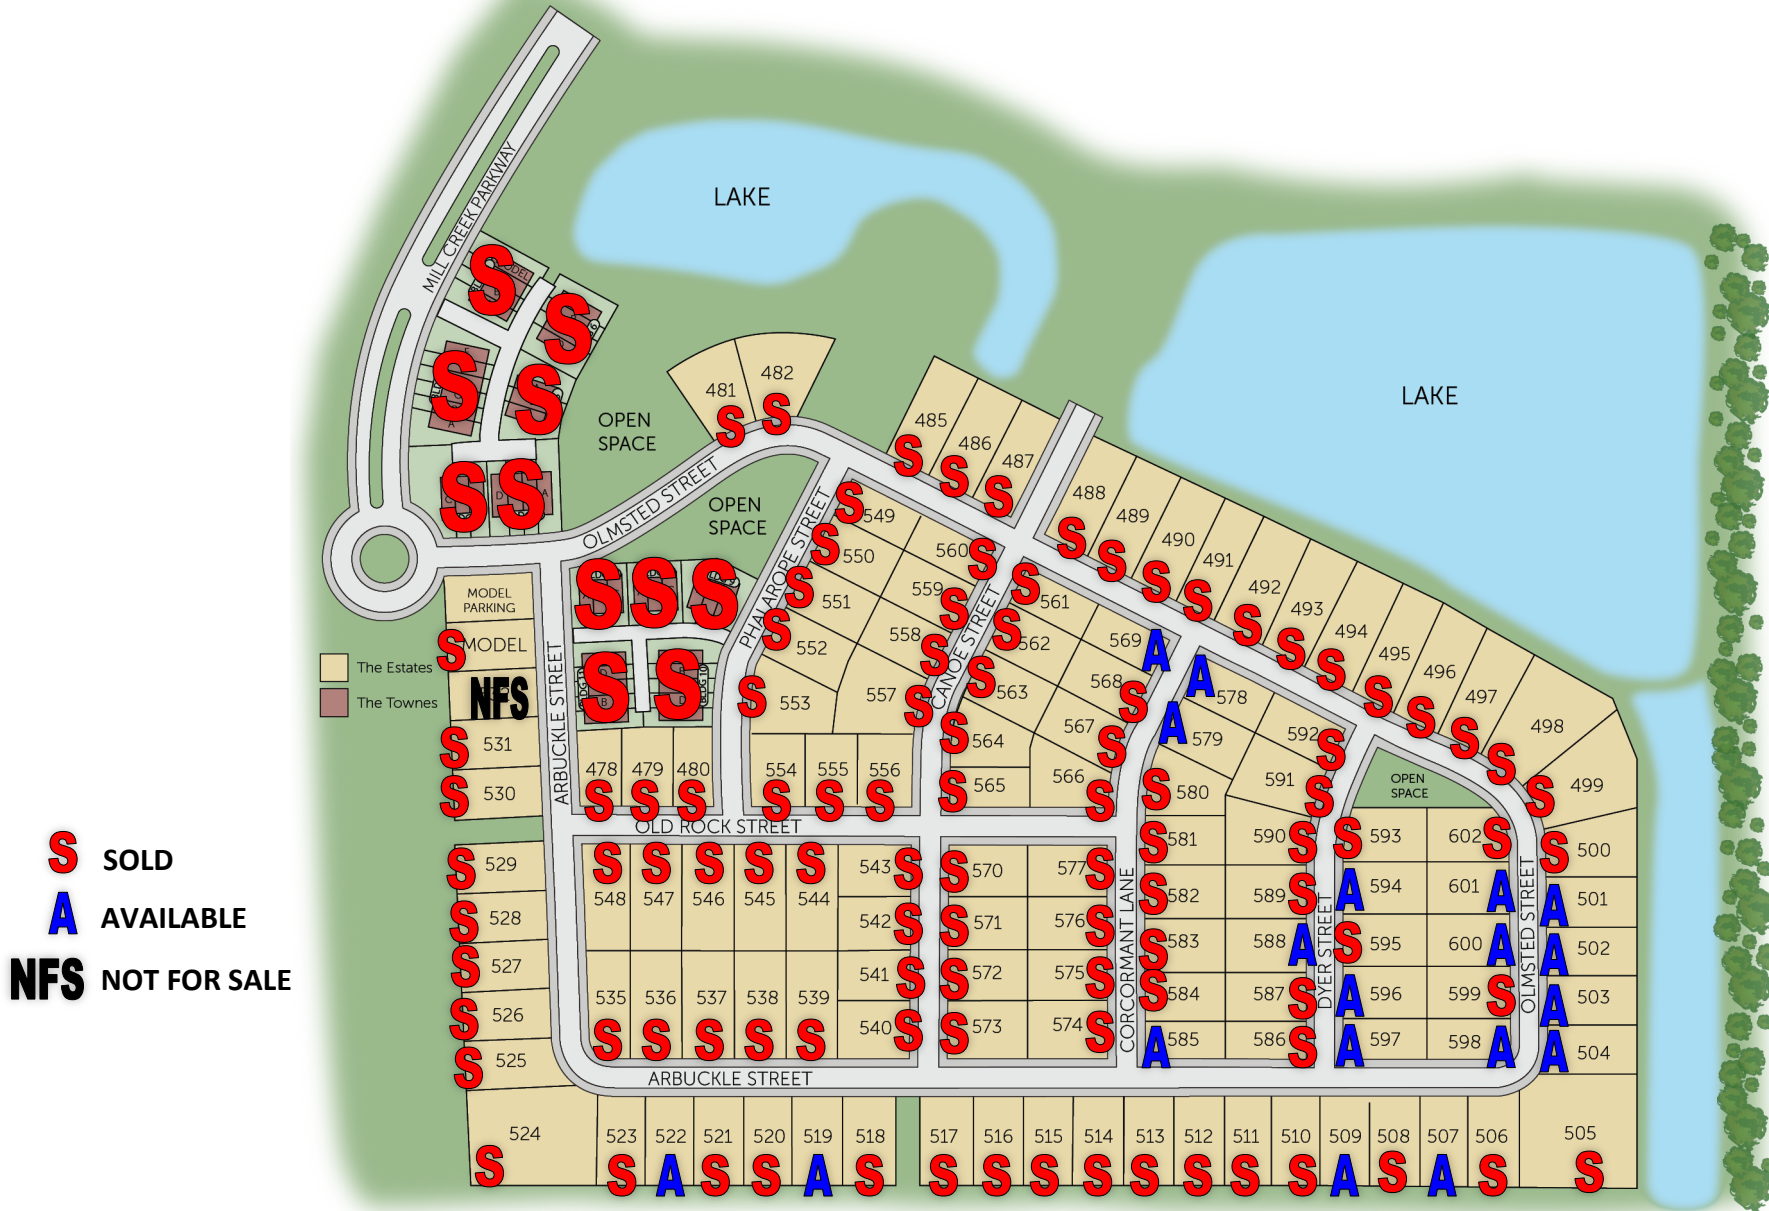 MILL CREEK PARKWAY
LAKE
LAKE
MODEL
S
S
S
S
S
S
OPEN
SPACE
481
S
482
S
OLMSTED STREET
OPEN
SPACE
485
S
486
S
487
S
488
S
489
S
490
S
491
S
492
S
493
S
494
S
495
S
496
S
497
S
498
S
499
S
500
S
501
A
502
A
503
A
504
A
505
S
MODEL
PARKING
S
MODEL
NFS
S
531
S
530
The Estates
The Townes
ARBUCKLE STREET
S
S
S
S
S
BLDG 10
PHALAROPE STREET
S
549
S
550
S
551
S
552
S
553
560
S
559
S
558
S
557
S
CANOE STREET
S
561
S
562
S
563
S
564
S
565
569
A
568
S
567
S
566
S
A
578
A
579
S
580
S
581
S
582
S
583
S
584
A
585
592
S
591
S
590
S
589
S
588
A
587
S
586
S
OPEN
SPACE
S
593
A
594
S
595
A
596
A
597
602
S
601
A
600
A
599
S
598
A
OLMSTED STREET
DYER STREET
CORCORMANT LANE
478
S
479
S
480
S
554
S
555
S
556
S
OLD ROCK STREET
S
548
S
547
S
546
S
545
S
544
543
S
542
S
541
S
540
S
535
S
536
S
537
S
538
S
539
S
S
570
S
571
S
572
S
573
577
S
576
S
575
S
574
S
S
529
S
528
S
527
S
526
S
525
ARBUCKLE STREET
524
S
523
S
522
A
521
S
520
S
519
A
518
S
517
S
516
S
515
S
514
S
513
S
512
S
511
S
510
S
509
A
508
S
507
A
506
S
S SOLD
A AVAILABLE
NFS NOT FOR SALE